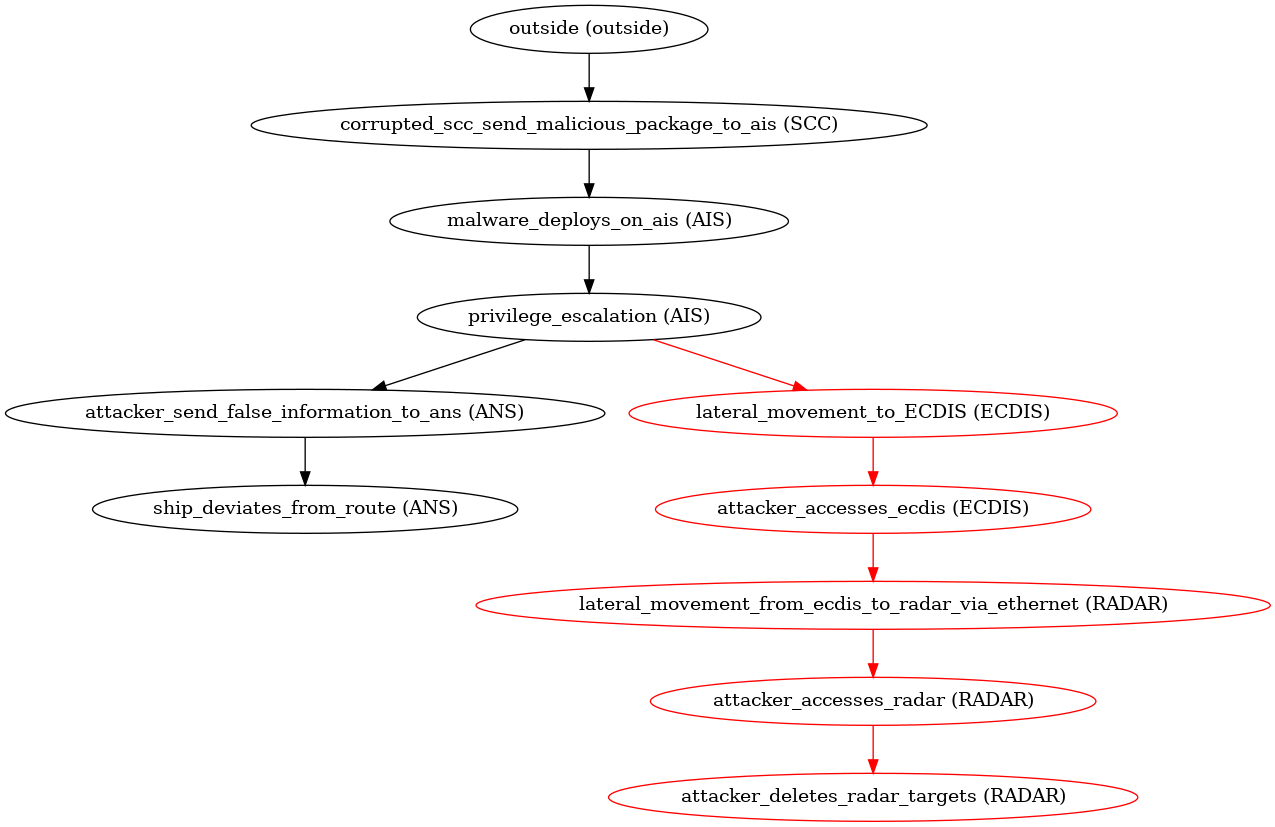 outside (outside)
corrupted_scc_send_malicious_package_to_ais (SCC)
malware_deploys_on_ais (AIS)
privilege_escalation (AIS)
attacker_send_false_information_to_ans (ANS)
lateral_movement_to_ECDIS (ECDIS)
ship_deviates_from_route (ANS)
attacker_accesses_ecdis (ECDIS)
lateral_movement_from_ecdis_to_radar_via_ethernet (RADAR)
attacker_accesses_radar (RADAR)
attacker_deletes_radar_targets (RADAR)